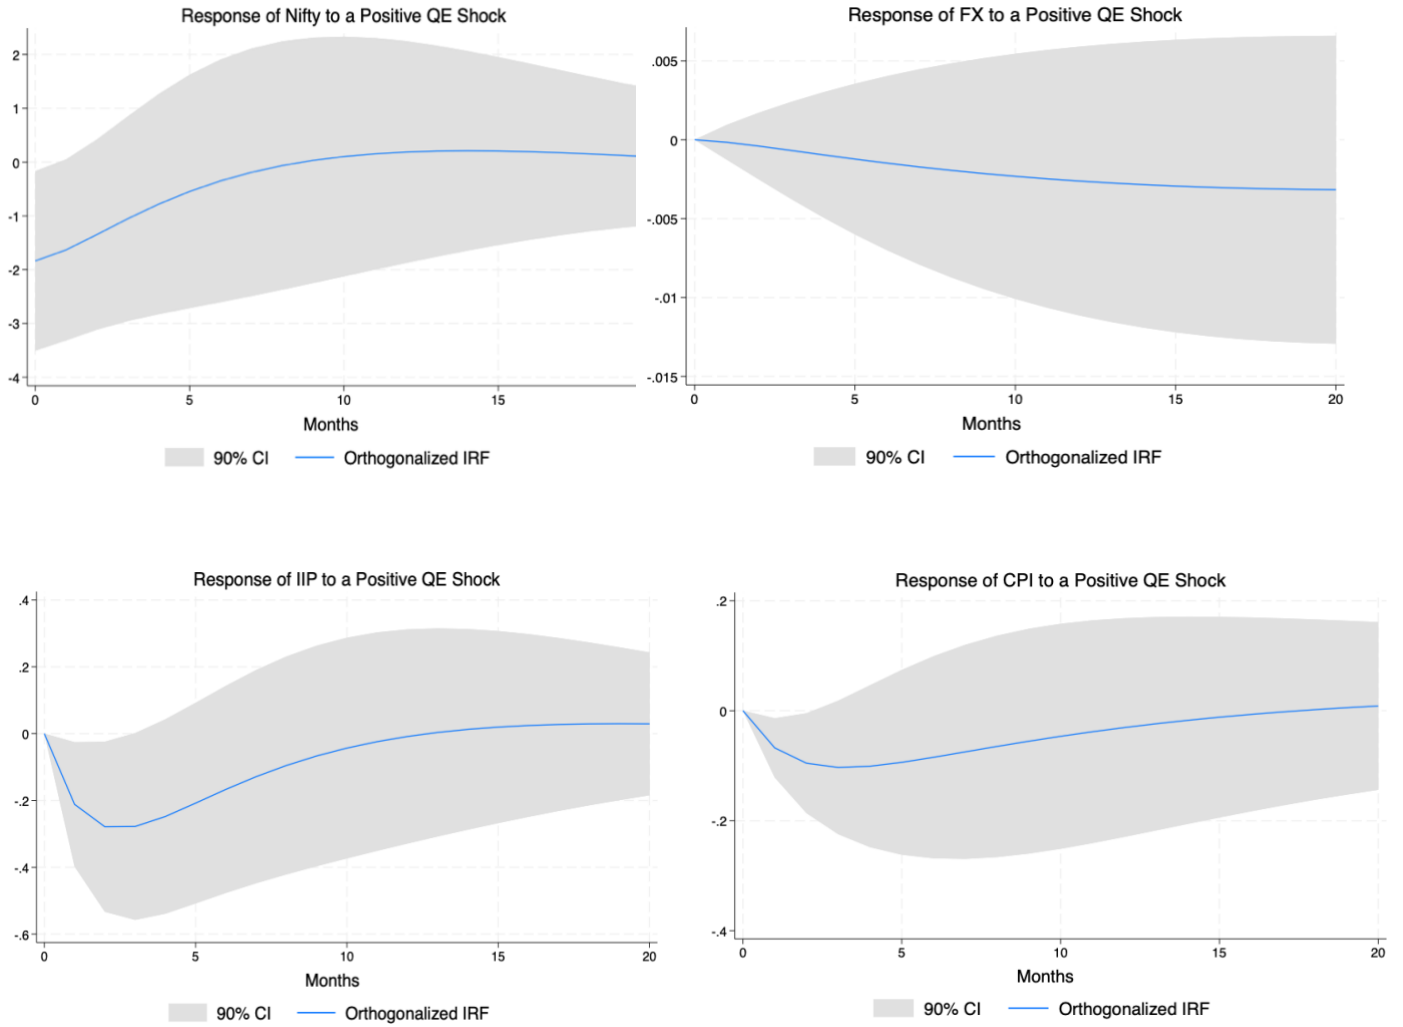 Response of Nifty to a Positive QE Shock
2
1
0
-1
-2
-3
-4
0 5 10 15
Months
90% CI Orthogonalized IRF
Response of FX to a Positive QE Shock
.005
0
-.005
-.01
-.015
0 5 10 15 20
Months
90% CI Orthogonalized IRF
Response of IIP to a Positive QE Shock
.4
.2
0
-.2
-.4
-.6
0 5 10 15 20
Months
90% CI Orthogonalized IRF
Response of CPI to a Positive QE Shock
.2
0
-.2
-.4
0 5 10 15 20
Months
90% CI Orthogonalized IRF